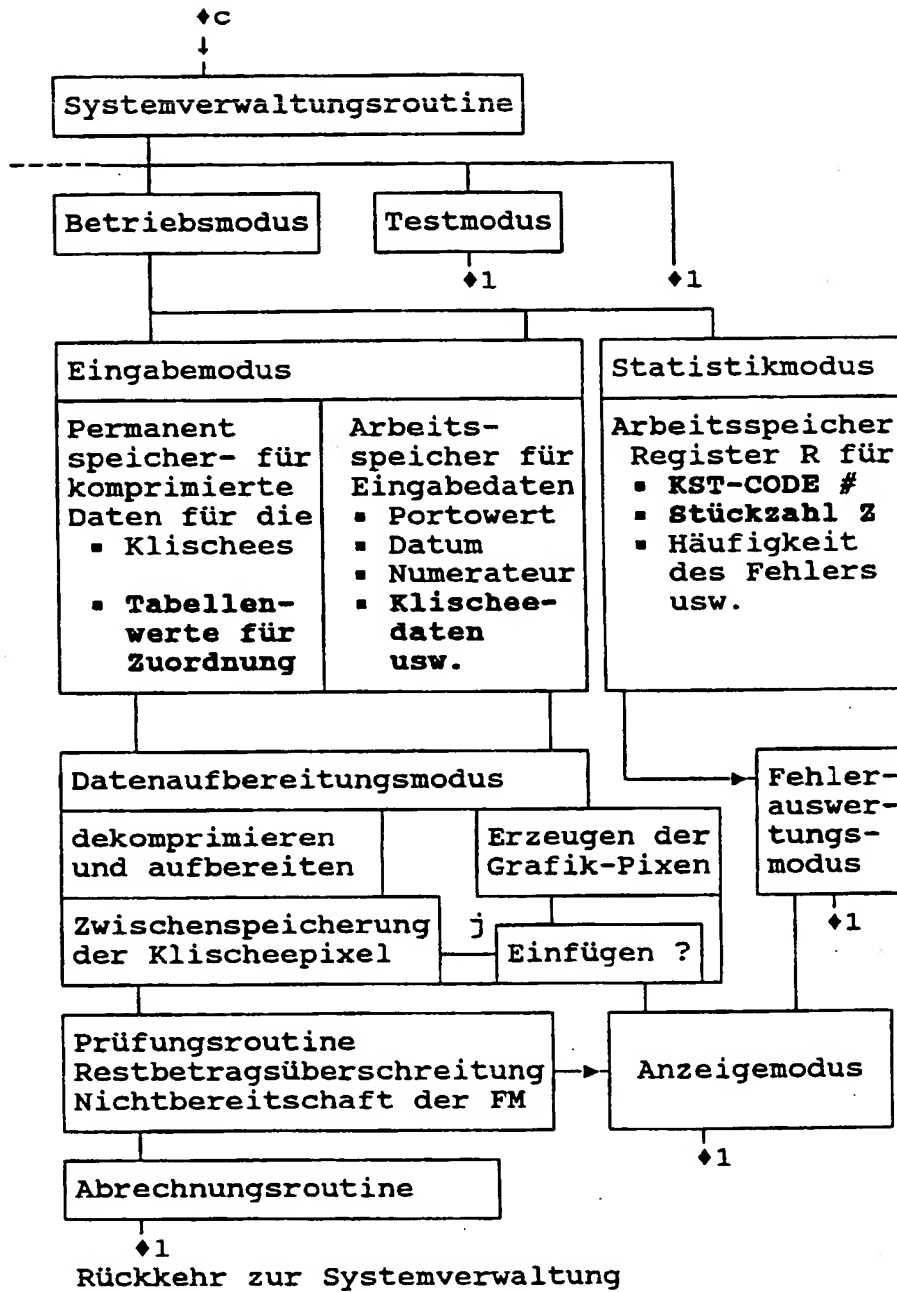 ♦c
Systemverwaltungsroutine
Betriebsmodus
Testmodus
♦1
♦1
Eingabemodus
Permanent
speicher- für
komprimierte
Daten für die
▪ Klischees
▪ Tabellen-
werte für
Zuordnung
Arbeits-
speicher für
Eingabedaten
▪ Portowert
▪ Datum
▪ Numerateur
▪ Klischee-
daten
usw.
Statistikmodus
Arbeitsspeicher
Register R für
▪ KST-CODE #
▪ Stückzahl Z
▪ Häufigkeit
des Fehlers
usw.
Datenaufbereitungsmodus
dekomprimieren
und aufbereiten
Erzeugen der
Grafik-Pixen
Zwischenspeicherung
der Klischeepixel
j
Einfügen ?
Fehler-
auswer-
tungs-
modus
♦1
Prüfungsroutine
Restbetragsüberschreitung
Nichtbereitschaft der FM
Anzeigemodus
♦1
Abrechnungsroutine
♦1
Rückkehr zur Systemverwaltung